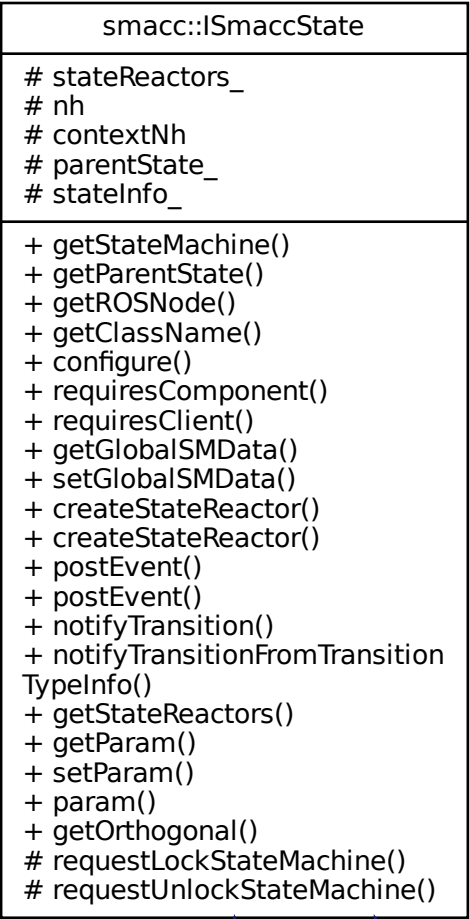 smacc::ISmaccState
# stateReactors_
# nh
# contextNh
# parentState_
# stateInfo_
+ getStateMachine()
+ getParentState()
+ getROSNode()
+ getClassName()
+ configure()
+ requiresComponent()
+ requiresClient()
+ getGlobalSMData()
+ setGlobalSMData()
+ createStateReactor()
+ createStateReactor()
+ postEvent()
+ postEvent()
+ notifyTransition()
+ notifyTransitionFromTransition
TypeInfo()
+ getStateReactors()
+ getParam()
+ setParam()
+ param()
+ getOrthogonal()
# requestLockStateMachine()
# requestUnlockStateMachine()